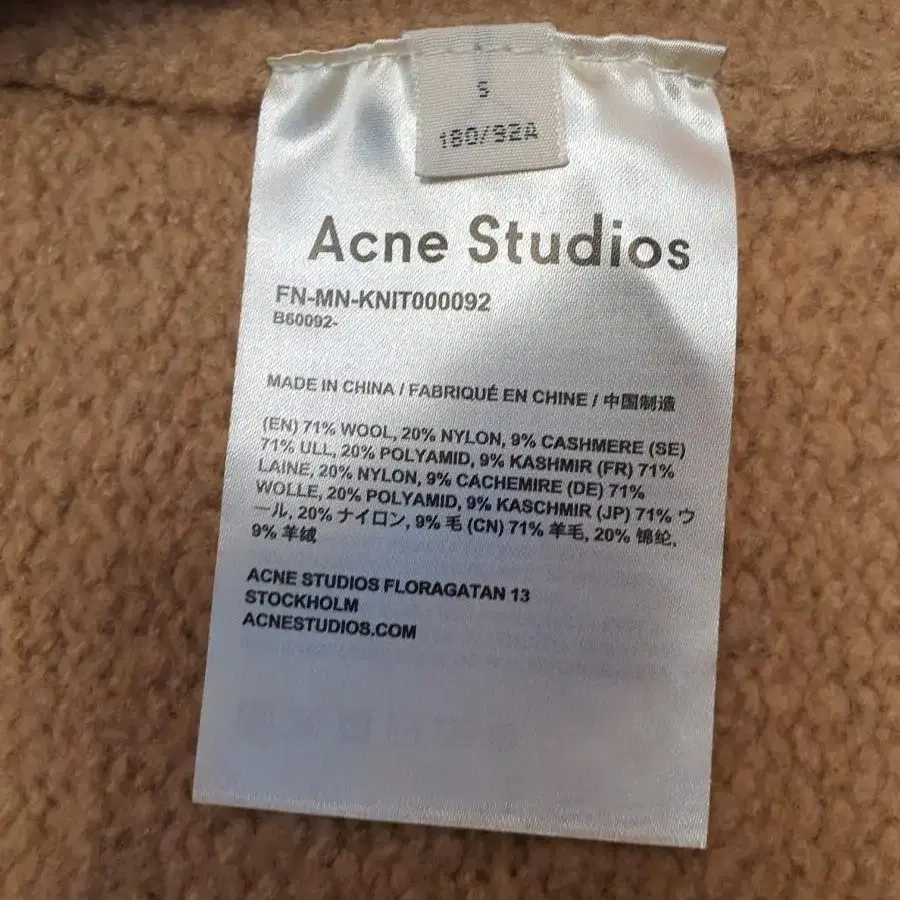 S
180/92A
Acne Studios
FN-MN-KNIT000092
B60092-
MADE IN CHINA / FABRIQUÉ EN CHINE / 中国制造
(EN) 71% WOOL, 20% NYLON, 9% CASHMERE (SE)
71% ULL, 20% POLYAMID, 9% KASHMIR (FR) 71%
LAINE, 20% NYLON, 9% CACHEMIRE (DE) 71%
WOLLE, 20% POLYAMID, 9% KASCHMIR (JP) 71% ウ
ール, 20% ナイロン, 9% 毛 (CN) 71% 羊毛, 20% 锦纶,
9% 羊绒
ACNE STUDIOS FLORAGATAN 13
STOCKHOLM
ACNESTUDIOS.COM